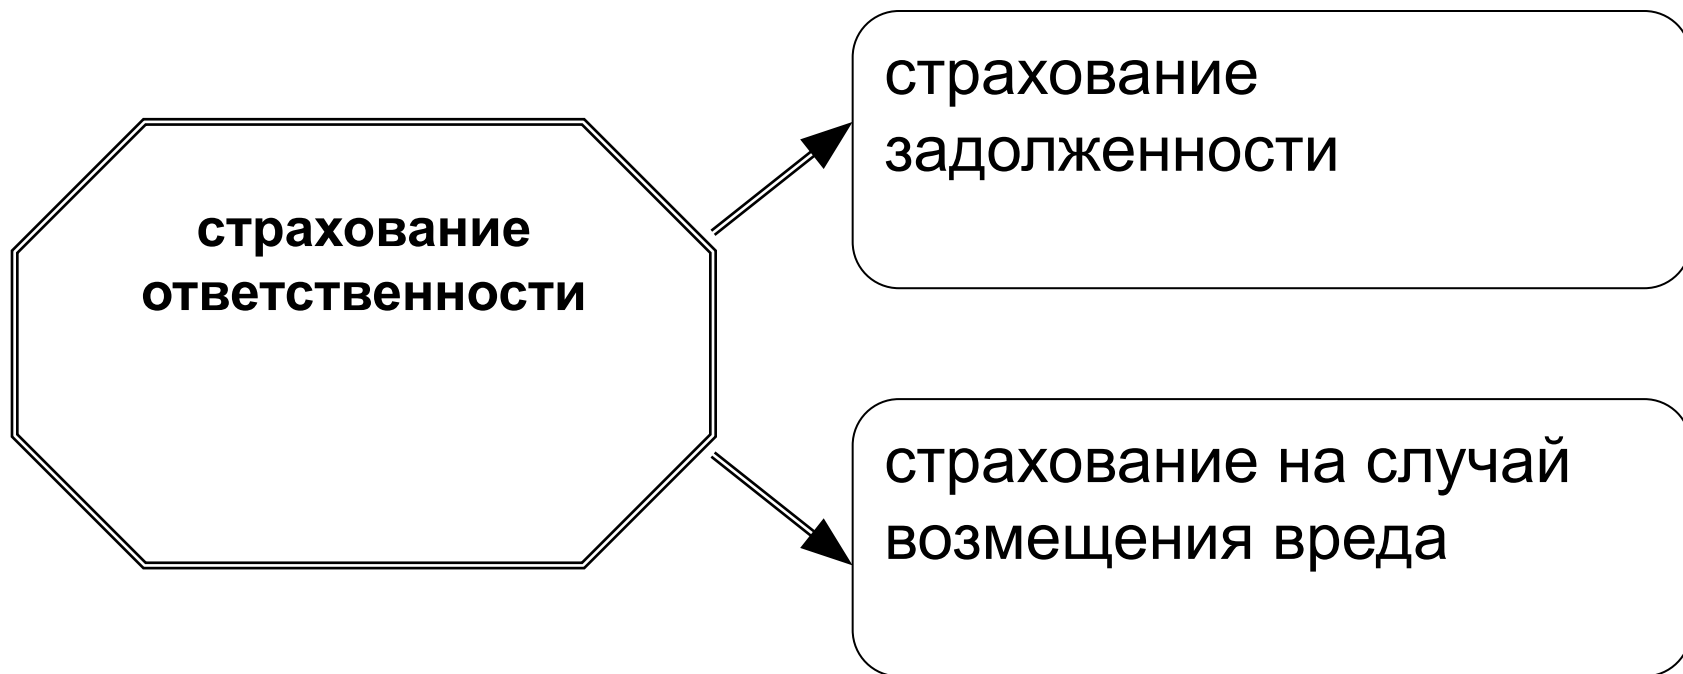 страхование
ответственности
страхование
задолженности
страхование на случай
возмещения вреда